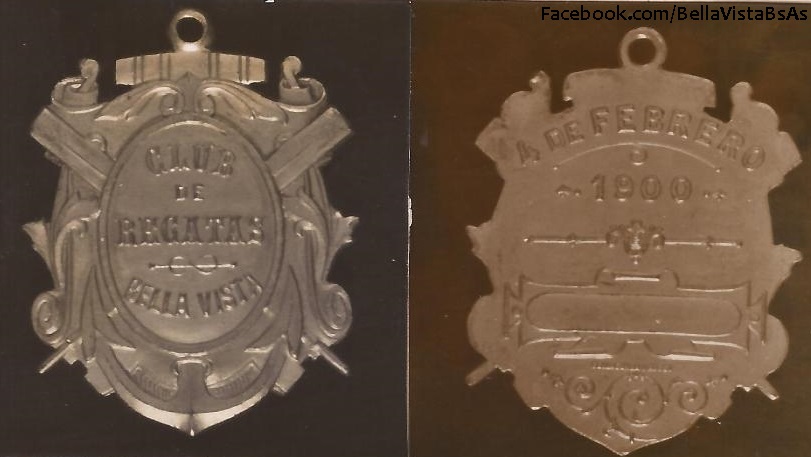 Facebook.com/BellaVistaBsAs
CLUB
DE
REGATAS
BELLA VISTA
4 DE FEBRERO
D
1900